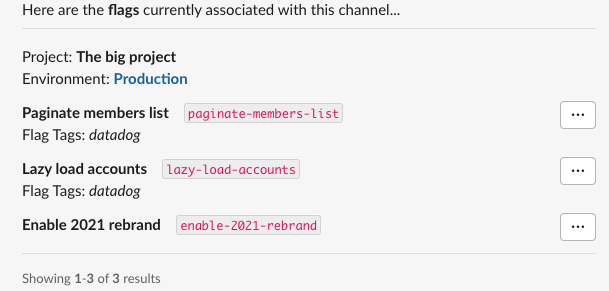 Here are the flags currently associated with this channel...
Project: The big project
Environment: Production
Paginate members list paginate-members-list ...
Flag Tags: datadog
Lazy load accounts lazy-load-accounts ...
Flag Tags: datadog
Enable 2021 rebrand enable-2021-rebrand ...
Showing 1-3 of 3 results